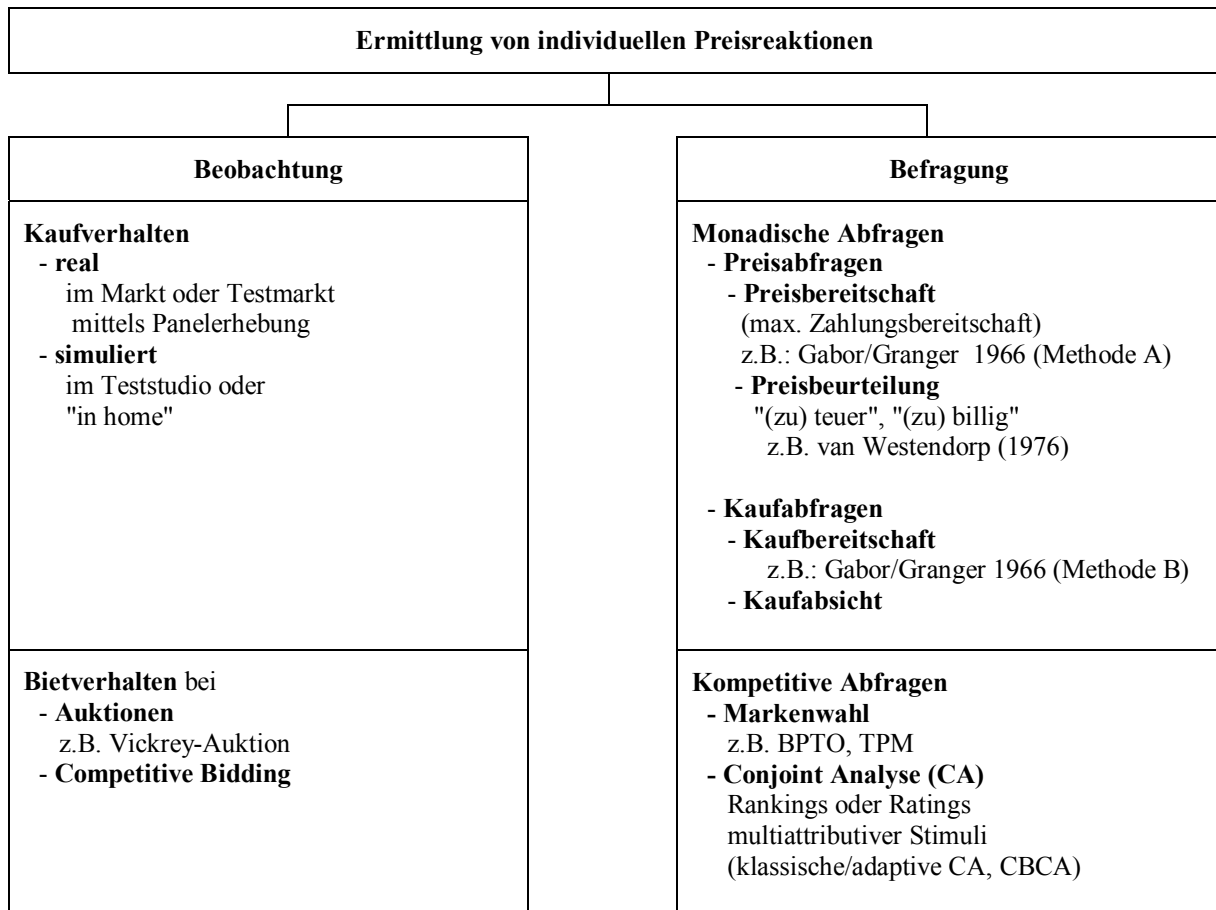 Ermittlung von individuellen Preisreaktionen
Beobachtung
Kaufverhalten
- real
im Markt oder Testmarkt
mittels Panelerhebung
- simuliert
im Teststudio oder
"in home"
Bietverhalten bei
- Auktionen
z.B. Vickrey-Auktion
- Competitive Bidding
Befragung
Monadische Abfragen
- Preisabfragen
- Preisbereitschaft
(max. Zahlungsbereitschaft)
z.B.: Gabor/Granger 1966 (Methode A)
- Preisbeurteilung
"(zu) teuer", "(zu) billig"
z.B. van Westendorp (1976)
- Kaufabfragen
- Kaufbereitschaft
z.B.: Gabor/Granger 1966 (Methode B)
- Kaufabsicht
Kompetitive Abfragen
- Markenwahl
z.B. BPTO, TPM
- Conjoint Analyse (CA)
Rankings oder Ratings
multiattributiver Stimuli
(klassische/adaptive CA, CBCA)